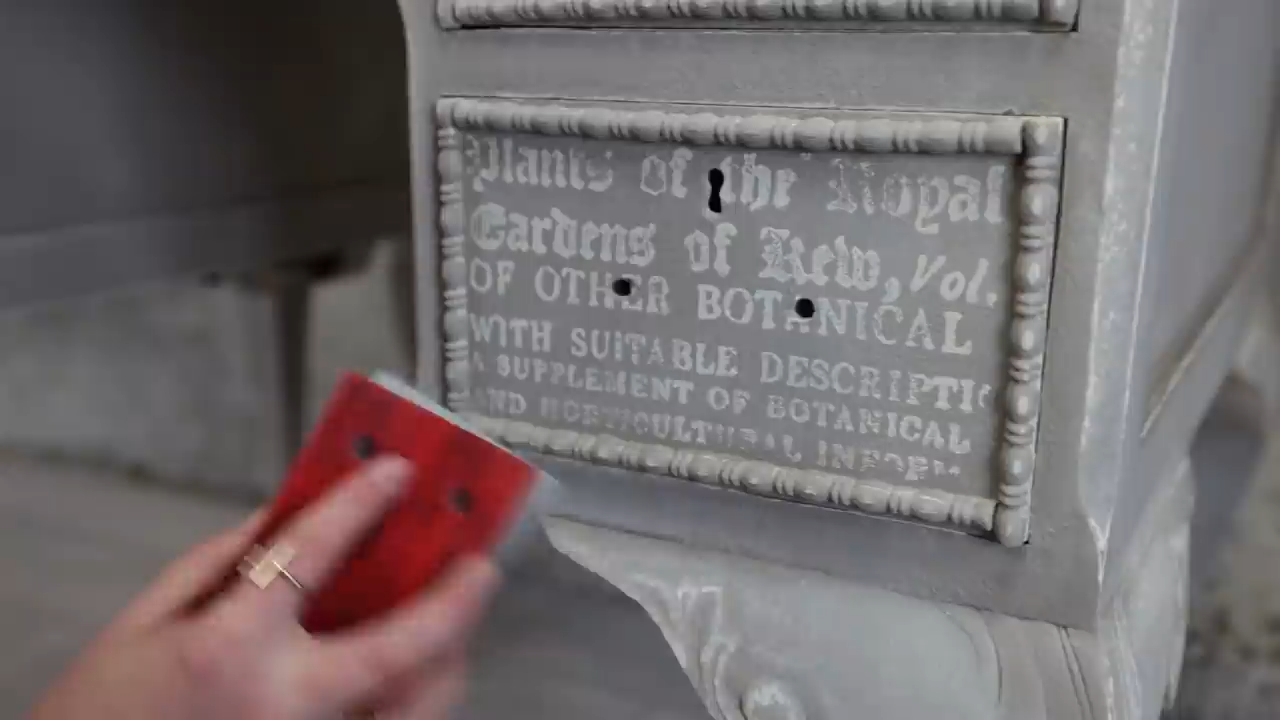 Plants of the Royal
Gardens of Kew, Vol.
OF OTHER BOTANICAL
WITH SUITABLE DESCRIPTI
A SUPPLEMENT OF BOTANICAL
AND HORTICULTURAL INFORM